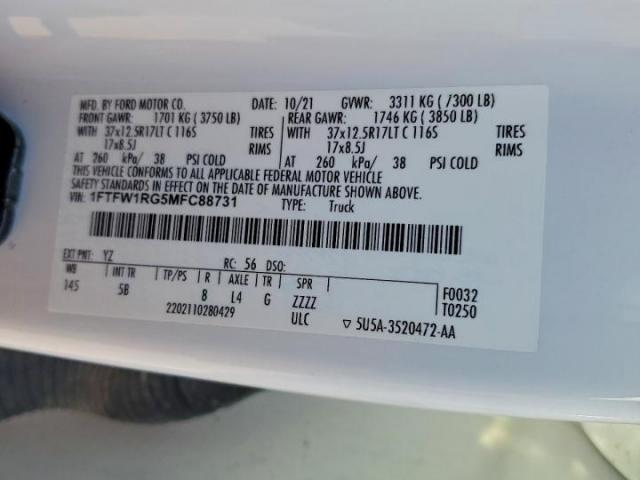 MFD. BY FORD MOTOR CO. 10/21 GVWR: 3311 KG ( /300 LB)
FRONT GAWR: 1701 KG ( 3750 LB) REAR GAWR: 1746 KG ( 3850 LB)
WITH 37x12.5R17LT C 116S TIRES WITH 37x12.5R17LT C 116S TIRES
17x8.5J RIMS 17x8.5J RIMS
AT 260 kPa/ 38 PSI COLD AT 260 kPa/ 38 PSI COLD
THIS VEHICLE CONFORMS TO ALL APPLICABLE FEDERAL MOTOR VEHICLE
SAFETY STANDARDS IN EFFECT ON THE DATE OF MANUFACTURE SHOWN ABOVE.
VIN: 1FTFW1RG5MFC88731 TYPE: Truck
EXT PNT: YZ RC: 56 DSO:
WB INT TR TP/PS R AXLE TR SPR
145 5B 8 L4 G ZZZZ F0032
2202110280429 ULC T0250
5U5A-3520472-AA